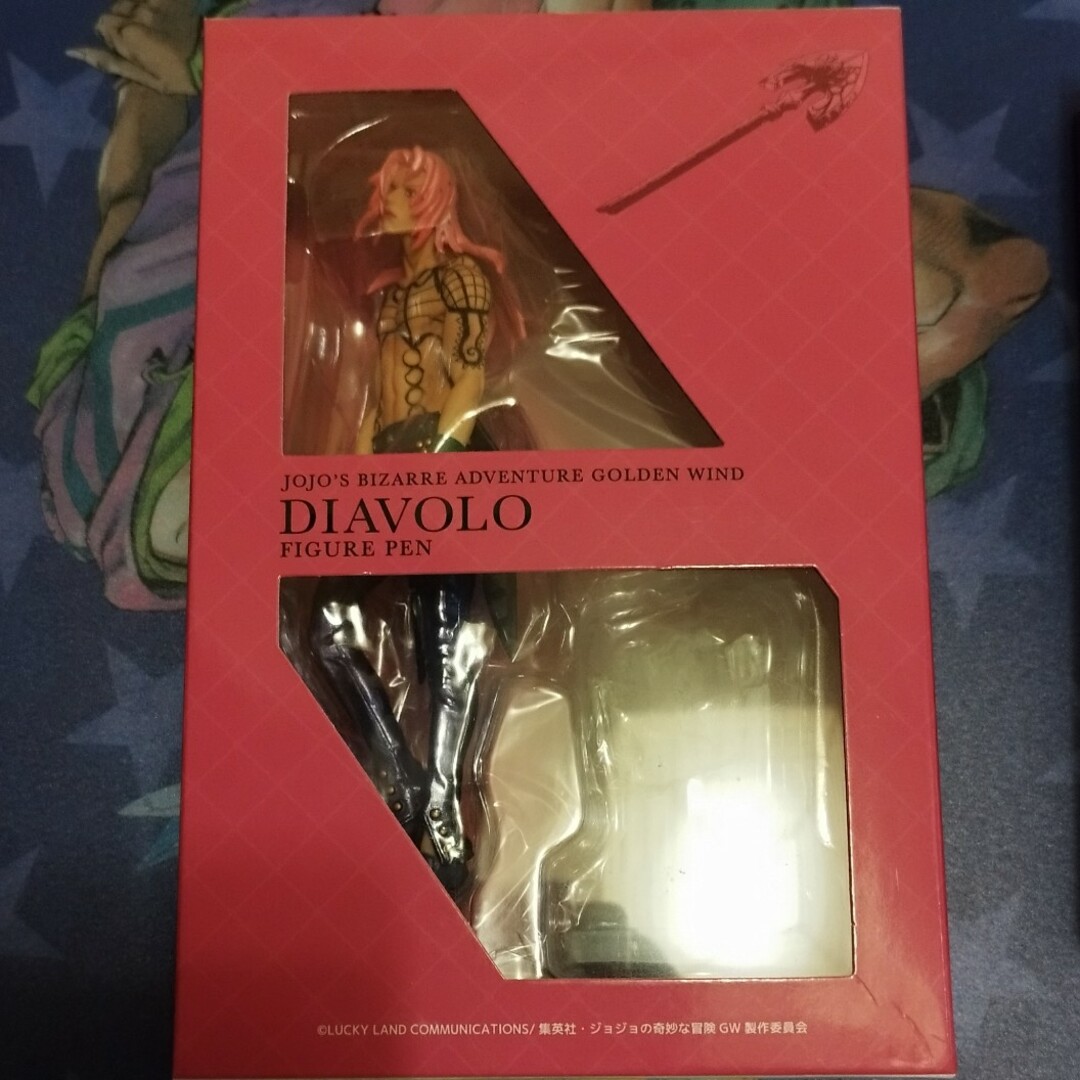 JOJO'S BIZARRE ADVENTURE GOLDEN WIND
DIAVOLO
FIGURE PEN
©LUCKY LAND COMMUNICATIONS/集英社・ジョジョの奇妙な冒険 GW 製作委員会